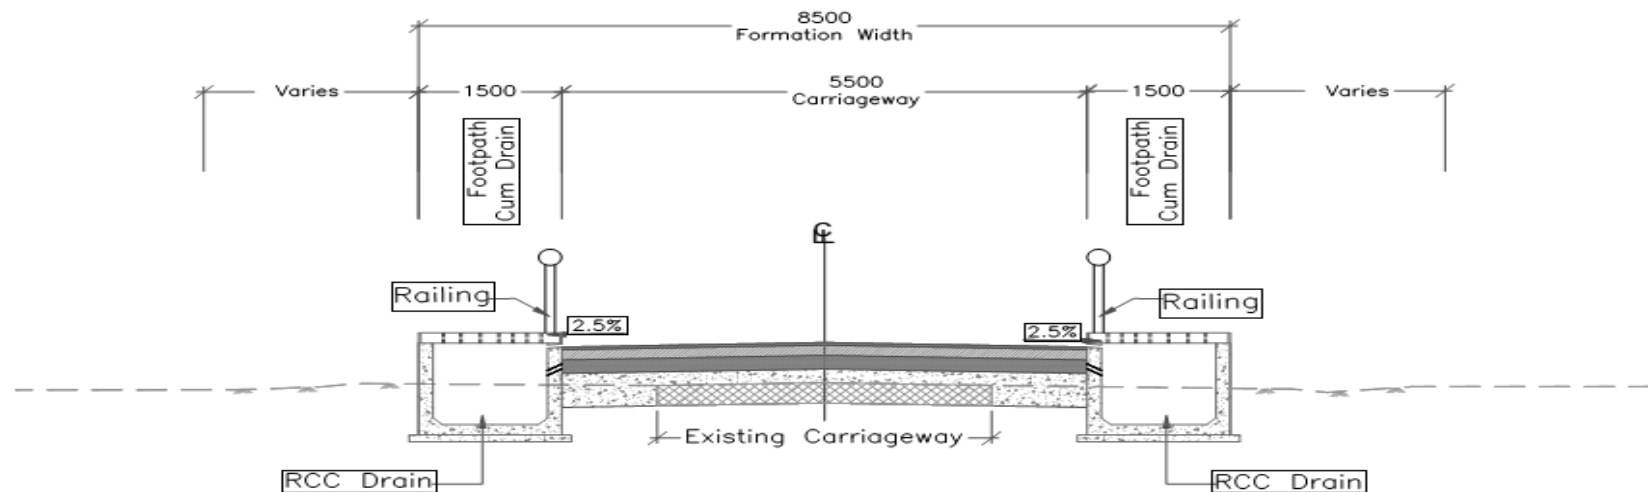 8500
Formation Width
Varies
1500
5500
Carriageway
1500
Varies
Footpath
Cum Drain
Footpath
Cum Drain
℄
Railing
Railing
2.5%
2.5%
Existing Carriageway
RCC Drain
RCC Drain